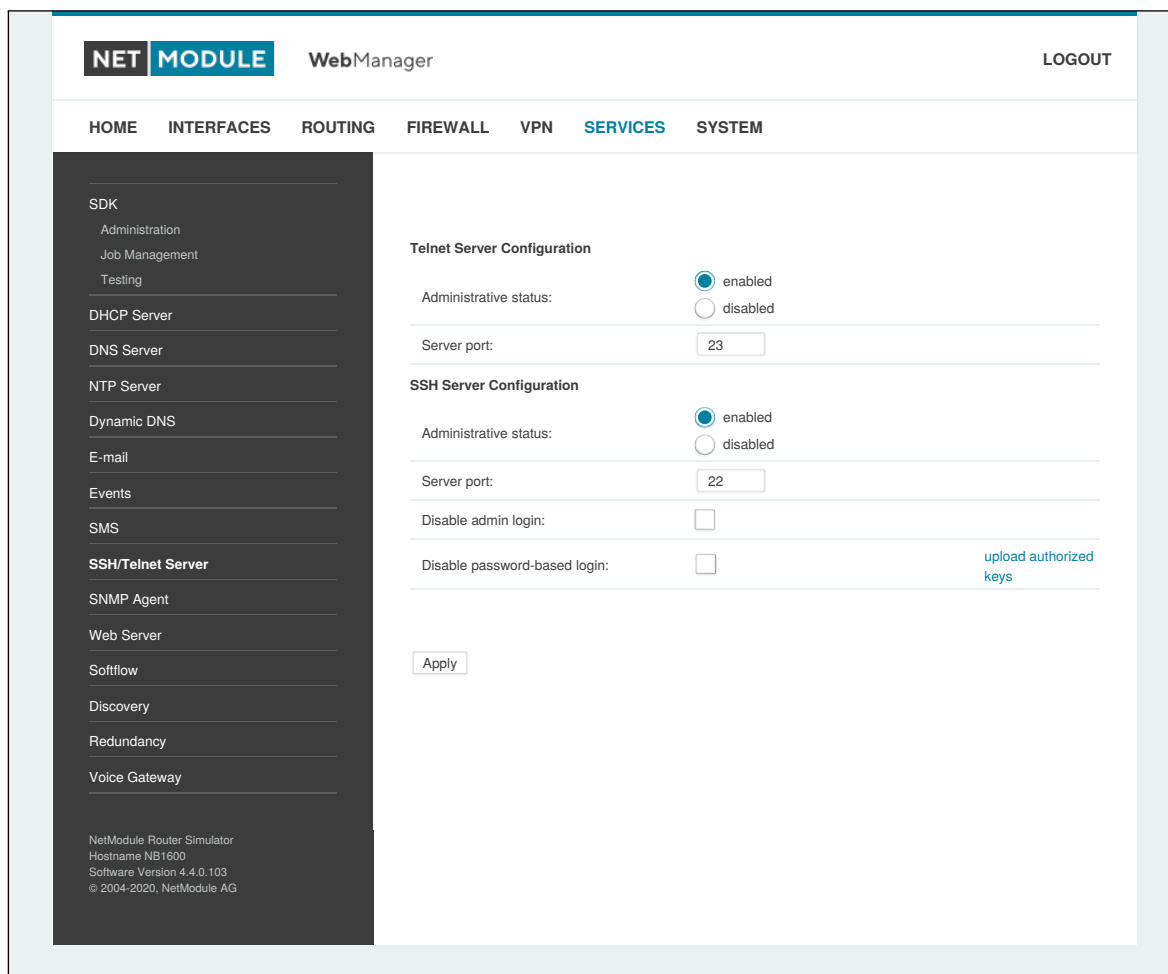 NET MODULE WebManager LOGOUT
HOME INTERFACES ROUTING FIREWALL VPN SERVICES SYSTEM
SDK
Administration
Job Management
Testing
DHCP Server
DNS Server
NTP Server
Dynamic DNS
E-mail
Events
SMS
SSH/Telnet Server
SNMP Agent
Web Server
Softflow
Discovery
Redundancy
Voice Gateway
NetModule Router Simulator
Hostname NB1600
Software Version 4.4.0.103
© 2004-2020, NetModule AG
Telnet Server Configuration
Administrative status:
enabled
disabled
Server port: 23
SSH Server Configuration
Administrative status:
enabled
disabled
Server port: 22
Disable admin login:
Disable password-based login:
upload authorized
keys
Apply